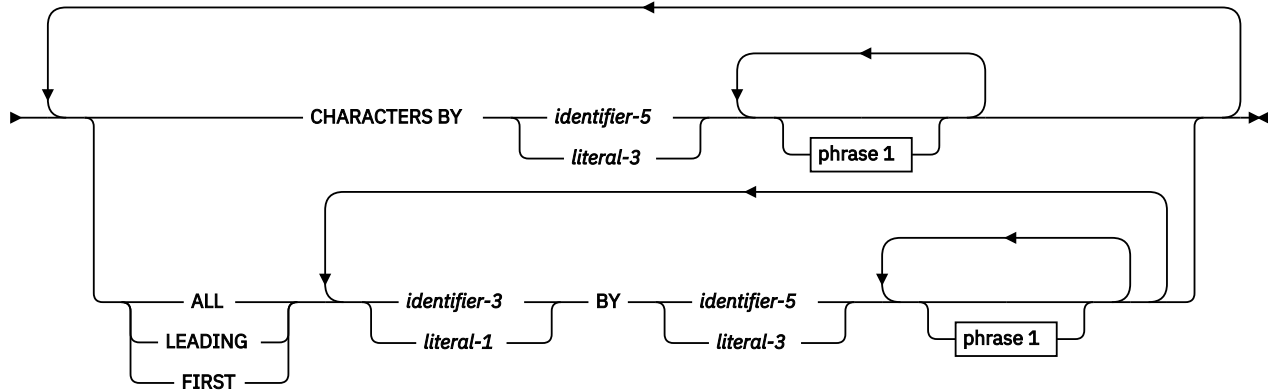 CHARACTERS BY identifier-5
literal-3 phrase 1
ALL identifier-3 BY identifier-5
LEADING literal-1 literal-3 phrase 1
FIRST